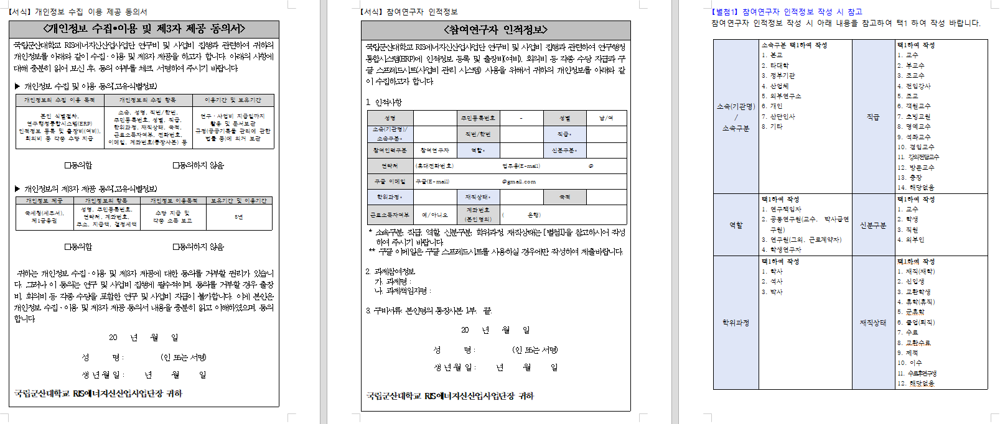 【서식】 개인정보 수집 이용 제공 동의서
<개인정보 수집•이용 및 제3자 제공 동의서>
국립군산대학교 RIS에너지신산업사업단 연구비 및 사업비 집행과 관련하여 귀하의
개인정보를 아래와 같이 수집·이용 및 제3자 제공을 하고자 합니다. 아래의 사항에
대해 충분히 읽어 보신 후, 동의 여부를 체크, 서명하여 주시기 바랍니다.
▶ 개인정보 수집 및 이용 동의(고유식별정보)
개인정보의 수집 이용 목적 개인정보의 수집 항목 이용기간 및 보유기간
본인 식별절차,
연구행정통합시스템(ERP)
인적정보 등록 및 출장비(여비),
회의비 등 각종 수당 지급
소속, 성명, 직번/학번,
주민등록번호, 성별, 직급,
학위과정, 재직상태, 국적,
근로소득자여부, 전화번호,
이메일, 계좌번호(통장사본) 등
연구·사업비 지급일까지
활용 및 문서보관
규정(공공기록물 관리에 관한
법률 등)에 의거 보관
□동의함 □동의하지 않음
▶ 개인정보의 제3자 제공 동의(고유식별정보)
개인정보 제공 개인정보의 항목 개인정보 이용목적 보유기간 및 이용기간
국세청(세무서),
제1금융권
성명, 주민등록번호,
연락처, 계좌번호,
주소, 지급액, 결정세액
수당 지급 및
각종 소득 보고
5년
□동의함 □동의하지 않음
귀하는 개인정보 수집·이용 및 제3자 제공에 대한 동의를 거부할 권리가 있습니
다. 그러나 이 동의는 연구 및 사업비 집행에 필수적이며, 동의를 거부할 경우 출장
비, 회의비 등 각종 수당을 포함한 연구 및 사업비 지급이 불가합니다. 이에 본인은
개인정보 수집·이용 및 제3자 제공 동의서 내용을 충분히 읽고 이해하였으며, 동의
합니다.
20 년 월 일
성 명 : (인 또는 서명)
생 년 월 일 : 년 월 일
국립군산대학교 RIS에너지신산업사업단장 귀하
【서식】 참여연구자 인적정보
<참여연구자 인적정보>
국립군산대학교 RIS에너지신산업사업단 연구비 및 사업비 집행과 관련하여 연구행정
통합시스템(ERP)에 인적정보 등록 및 출장비(여비), 회의비 등 각종 수당 지급과 구
글 스프레드시트(사업비 관리 시스템) 사용을 위해서 귀하의 개인정보를 아래와 같
이 수집하고자 합니다.
1. 인적사항
성명 주민등록번호 - 성별 남/여
소속(기관명)/
소속구분* 직번/학번 직급*
참여인력구분 참여연구자 역할* 신분구분*
연락처 (휴대전화번호) 업무용(E-mail) @
구글 이메일 구글(E-mail) @gmail.com
학위과정* 재직상태* 국적
근로소득자여부 예/아니오 계좌번호
(본인명의) ( 은행)
* 소속구분, 직급, 역할, 신분구분, 학위과정, 재직상태는 [별첨1]을 참고하시어 작성
하여 주시기 바랍니다.
** 구글 이메일은 구글 스프레드시트를 사용하실 경우에만 작성하여 제출바랍니다.
2. 과제참여정보
가. 과제명 :
나. 과제책임자명 :
3. 구비서류: 본인명의 통장사본 1부. 끝.
20 년 월 일
성 명 : (인 또는 서명)
생 년 월 일 : 년 월 일
국립군산대학교 RIS에너지신산업사업단장 귀하
【별첨1】 참여연구자 인적정보 작성 시 참고
참여연구자 인적정보 작성 시 아래 내용을 참고하여 택1 하여 작성 바랍니다.
소속(기관명)
/
소속구분
소속구분 택1하여 작성
1. 본교
2. 타대학
3. 정부기관
4. 산업체
5. 외부연구소
6. 개인
7. 산단인사
8. 기타
직급
택1하여 작성
1. 교수
2. 부교수
3. 조교수
4. 전임강사
5. 조교
6. 객원교수
7. 초빙교원
8. 명예교수
9. 석좌교수
10. 겸임교수
11. 강의전담교수
12. 방문교수
13. 총장
14. 해당없음
역할
택1하여 작성
1. 연구책임자
2. 공동연구원(교수, 박사급연
구원)
3. 연구원(그외, 근로계약자)
4. 학생연구자
신분구분
택1하여 작성
1. 교수
2. 학생
3. 직원
4. 외부인
학위과정
택1하여 작성
1. 학사
2. 석사
3. 박사
재직상태
택1하여 작성
1. 재직(재학)
2. 신입생
3. 교환학생
4. 휴학(휴직)
5. 군휴학
6. 졸업(퇴직)
7. 수료
8. 교환수료
9. 제적
10. 이수
11. 수료후연구생
12. 해당없음